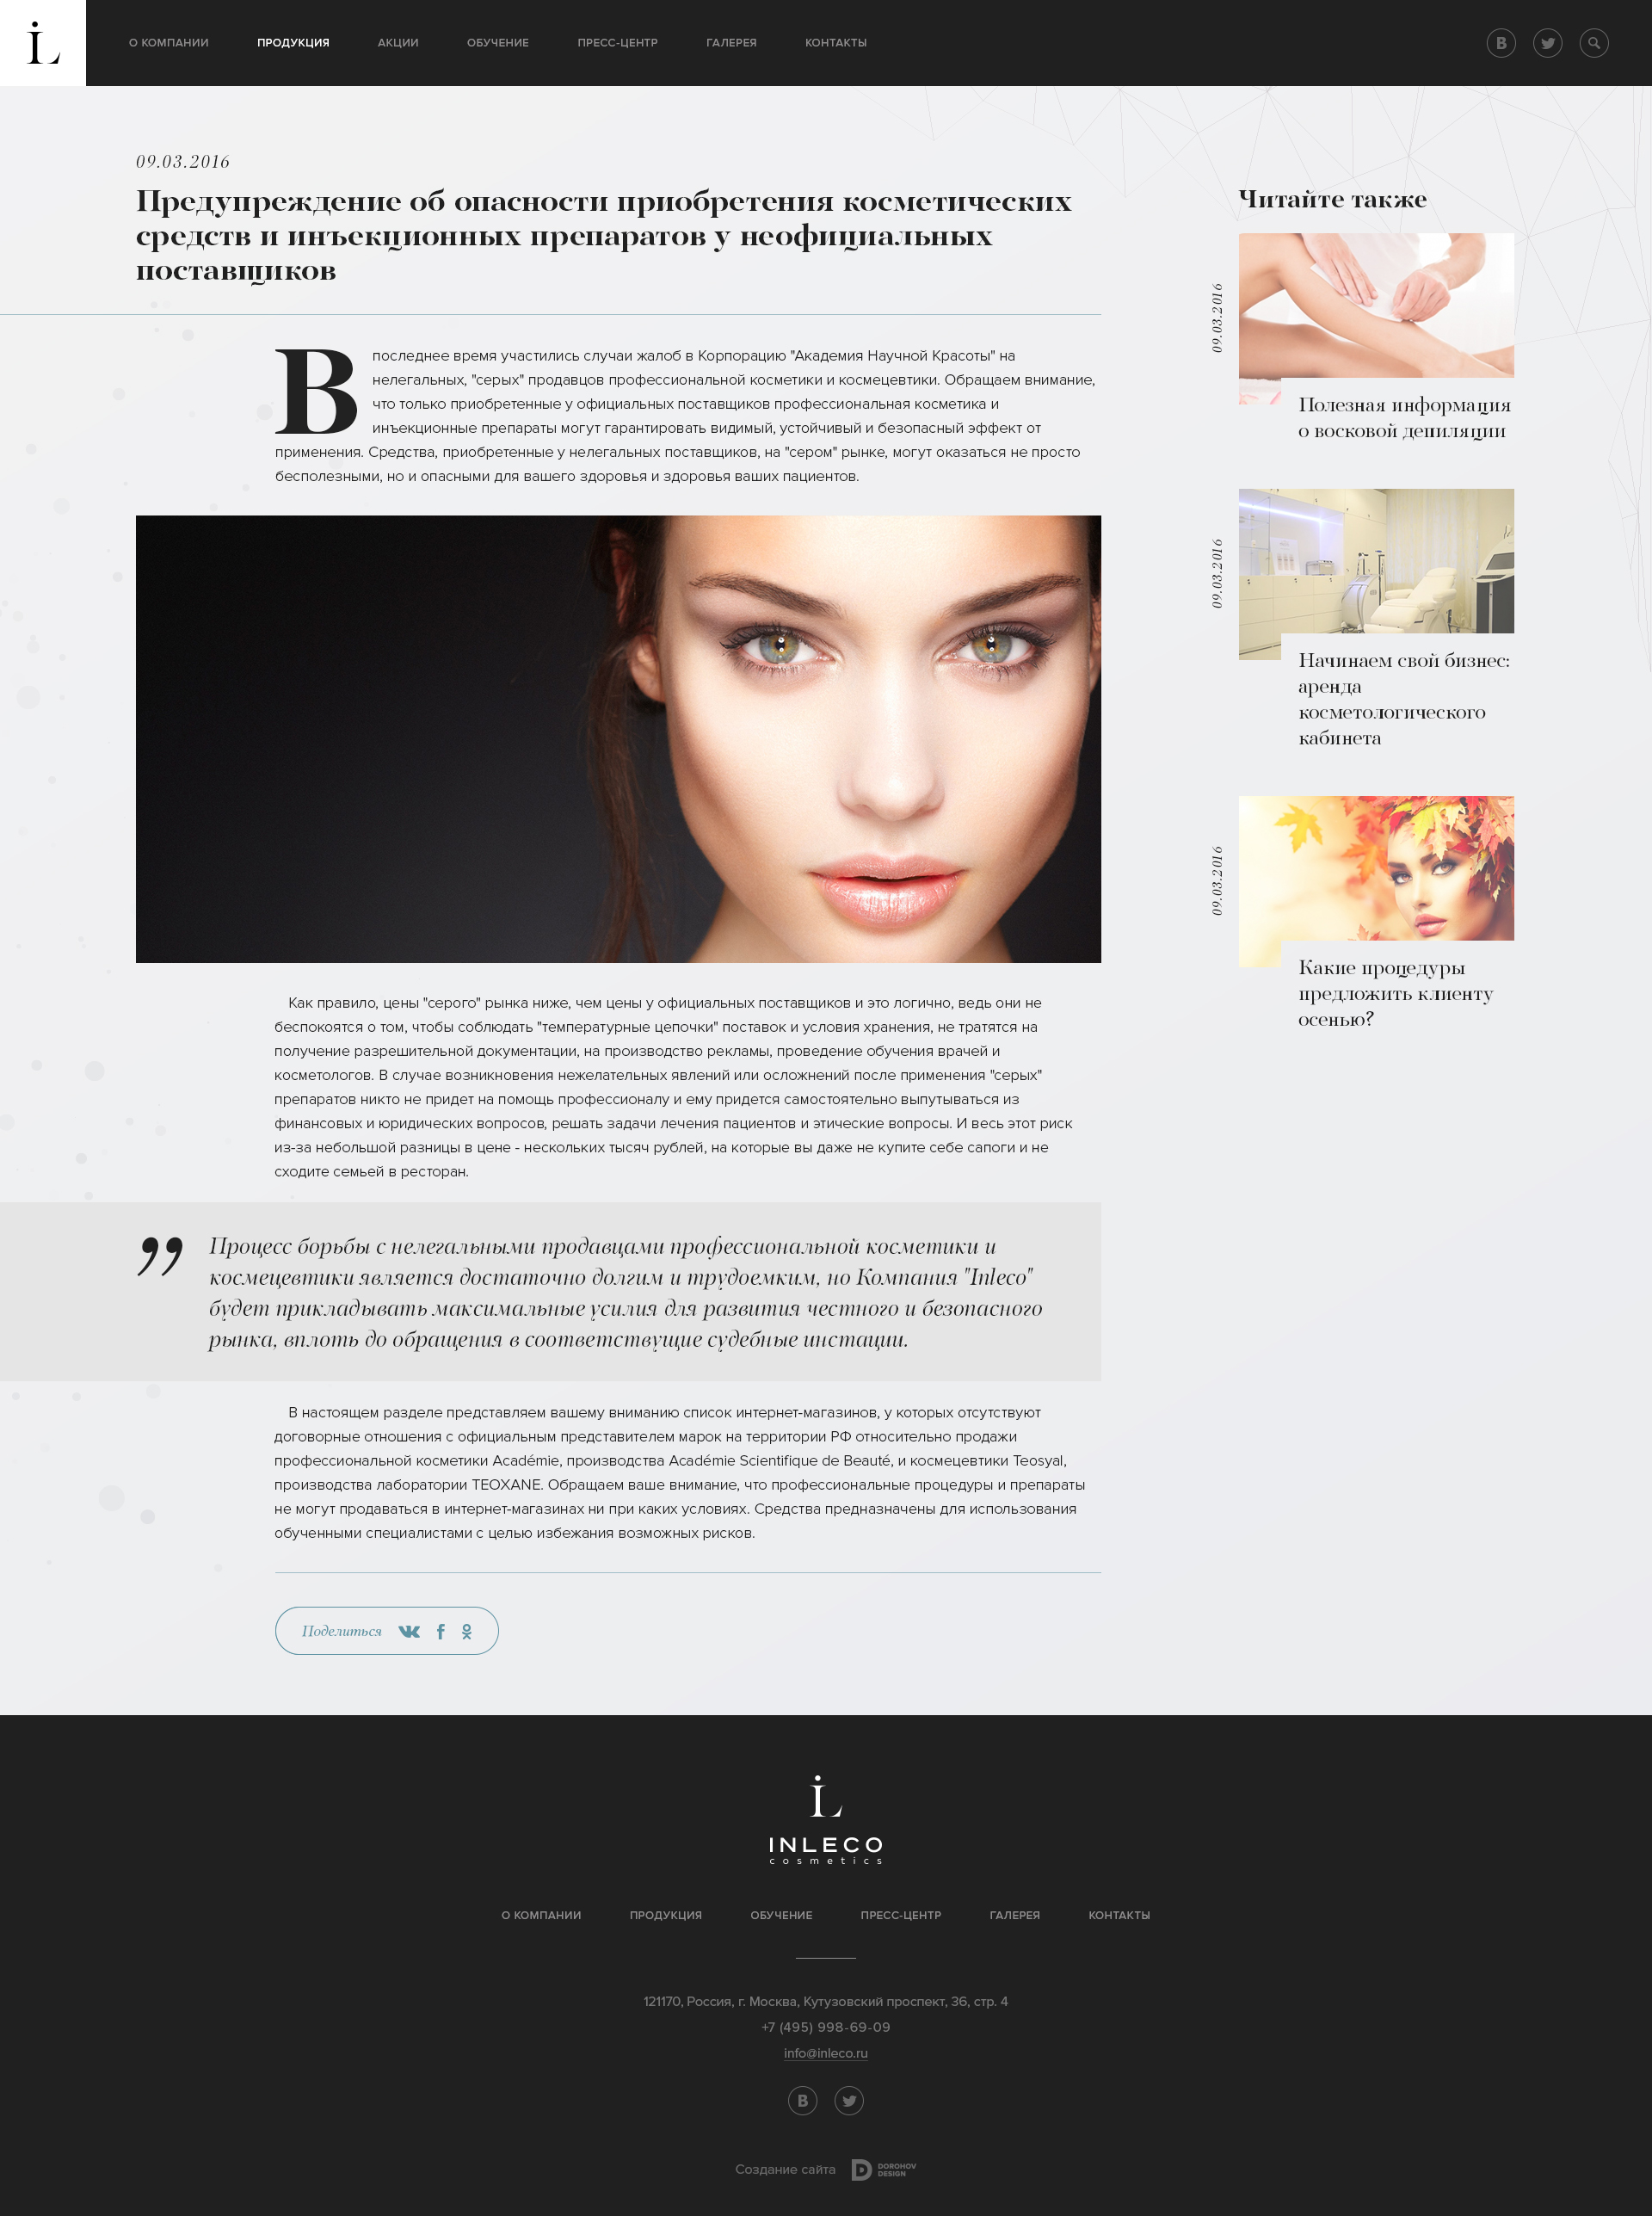 iL
О КОМПАНИИ ПРОДУКЦИЯ АКЦИИ ОБУЧЕНИЕ ПРЕСС-ЦЕНТР ГАЛЕРЕЯ КОНТАКТЫ
09.03.2016
Предупреждение об опасности приобретения косметических
средств и инъекционных препаратов у неофициальных
поставщиков
В последнее время участились случаи жалоб в Корпорацию "Академия Научной Красоты" на
нелегальных, "серых" продавцов профессиональной косметики и космецевтики. Обращаем внимание,
что только приобретенные у официальных поставщиков профессиональная косметика и
инъекционные препараты могут гарантировать видимый, устойчивый и безопасный эффект от
применения. Средства, приобретенные у нелегальных поставщиков, на "сером" рынке, могут оказаться не просто
бесполезными, но и опасными для вашего здоровья и здоровья ваших пациентов.
Как правило, цены "серого" рынка ниже, чем цены у официальных поставщиков и это логично, ведь они не
беспокоятся о том, чтобы соблюдать "температурные цепочки" поставок и условия хранения, не тратятся на
получение разрешительной документации, на производство рекламы, проведение обучения врачей и
косметологов. В случае возникновения нежелательных явлений или осложнений после применения "серых"
препаратов никто не придет на помощь профессионалу и ему придется самостоятельно выпутываться из
финансовых и юридических вопросов, решать задачи лечения пациентов и этические вопросы. И весь этот риск
из-за небольшой разницы в цене - нескольких тысяч рублей, на которые вы даже не купите себе сапоги и не
сходите семьей в ресторан.
” Процесс борьбы с нелегальными продавцами профессиональной косметики и
космецевтики является достаточно долгим и трудоемким, но Компания "Inleco"
будет прикладывать максимальные усилия для развития честного и безопасного
рынка, вплоть до обращения в соответствущие судебные инстации.
В настоящем разделе представляем вашему вниманию список интернет-магазинов, у которых отсутствуют
договорные отношения с официальным представителем марок на территории РФ относительно продажи
профессиональной косметики Académie, производства Académie Scientifique de Beauté, и космецевтики Teosyal,
производства лаборатории TEOXANE. Обращаем ваше внимание, что профессиональные процедуры и препараты
не могут продаваться в интернет-магазинах ни при каких условиях. Средства предназначены для использования
обученными специалистами с целью избежания возможных рисков.
Поделиться
Читайте также
09.03.2016
Полезная информация
о восковой депиляции
09.03.2016
Начинаем свой бизнес:
аренда
косметологического
кабинета
09.03.2016
Какие процедуры
предложить клиенту
осенью?
iL
INLECO
cosmetics
О КОМПАНИИ ПРОДУКЦИЯ ОБУЧЕНИЕ ПРЕСС-ЦЕНТР ГАЛЕРЕЯ КОНТАКТЫ
121170, Россия, г. Москва, Кутузовский проспект, 36, стр. 4
+7 (495) 998-69-09
info@inleco.ru
Создание сайта
DOROHOV
DESIGN